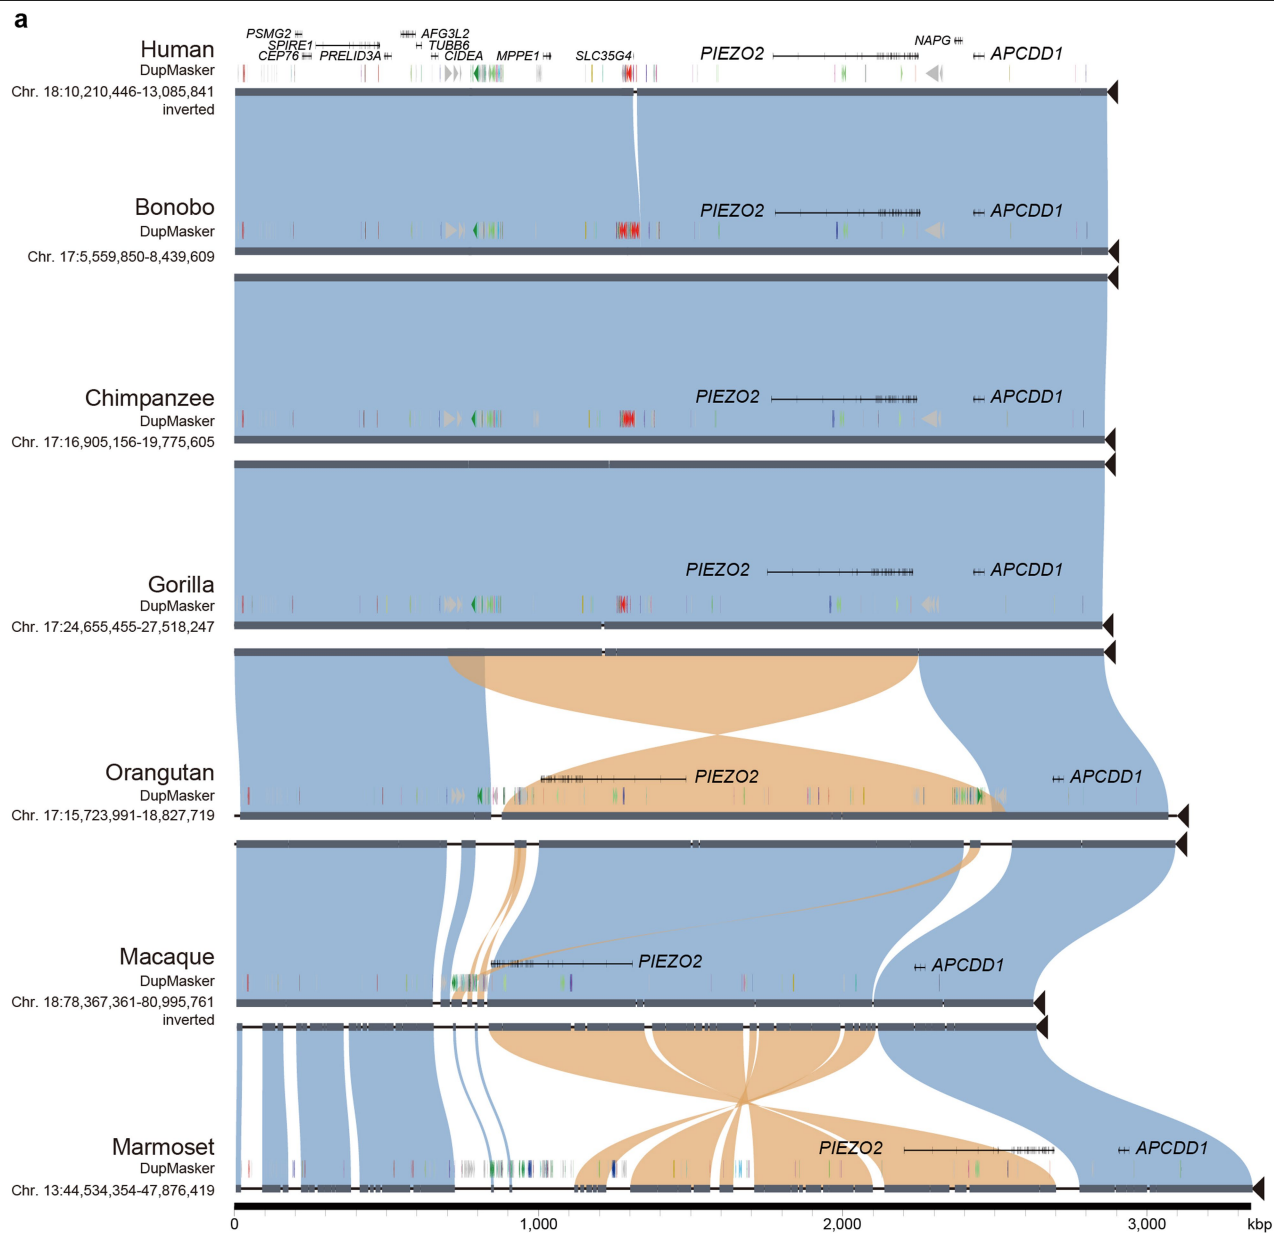 a
PSMG2 AFG3L2
SPIRE1 TUBB6
CEP76 PRELID3A CIDEA MPPE1 SLC35G4 PIEZO2 NAPG APCDD1
Human
DupMasker
Chr. 18:10,210,446-13,085,841
inverted
Bonobo PIEZO2 APCDD1
DupMasker
Chr. 17:5,559,850-8,439,609
Chimpanzee PIEZO2 APCDD1
DupMasker
Chr. 17:16,905,156-19,775,605
Gorilla PIEZO2 APCDD1
DupMasker
Chr. 17:24,655,455-27,518,247
Orangutan PIEZO2 APCDD1
DupMasker
Chr. 17:15,723,991-18,827,719
Macaque PIEZO2 APCDD1
DupMasker
Chr. 18:78,367,361-80,995,761
inverted
Marmoset PIEZO2 APCDD1
DupMasker
Chr. 13:44,534,354-47,876,419
0 1,000 2,000 3,000 kbp